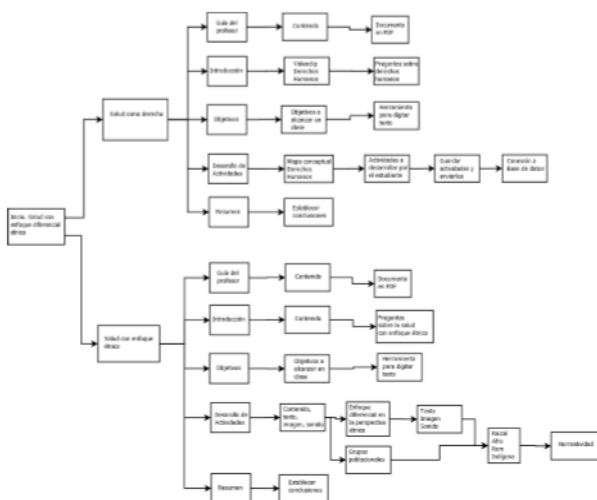 Guía del
profesor
Contenido
Documento
en PDF
Introducción
Derechos
Humanos
Preguntas sobre
derechos
humanos
Salud como derecho
Objetivos
Objetivos a
alcanzar en
clase
Herramienta
para digitar
texto
Desarrollo de
Actividades
Mapa conceptual
Derechos
Humanos
Actividades a
desarrollar por
el estudiante
Guardar
actividades y
enviarlos
Conexión a
base de datos
Resumen
Establecer
conclusiones
Inicio. Salud con
enfoque diferencial
étnico
Guía del
profesor
Contenido
Documento
en PDF
Introducción
Contenido
Preguntas
sobre la salud
con enfoque étnico
Salud con enfoque
étnico
Objetivos
Objetivos a
alcanzar en
clase
Herramienta
para digitar
texto
Desarrollo de
Actividades
Contenido,
texto,
imagen, sonido
Enfoque
diferencial en
la perspectiva
étnica
Texto
Imagen
Sonido
Grupos
poblacionales
Raizal
Afro
Rom
Indígena
Normatividad
Resumen
Establecer
conclusiones